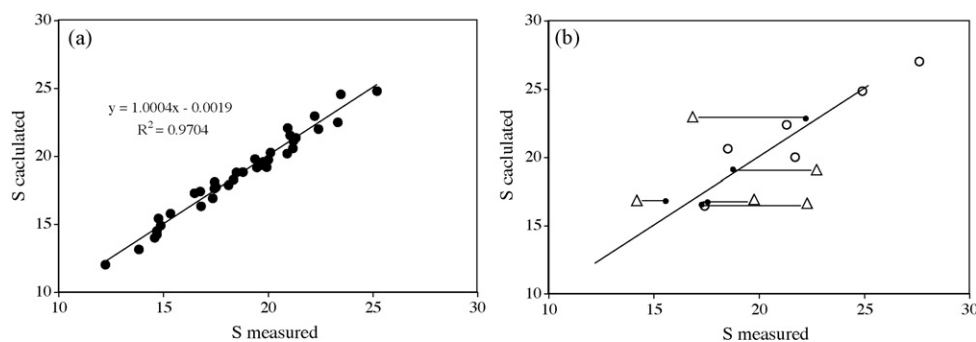 (a)
S caclulated
30
25
20
15
10
y = 1.0004x - 0.0019
R² = 0.9704
10 15 20 25 30
S measured
(b)
S caclulated
30
25
20
15
10
10 15 20 25 30
S measured